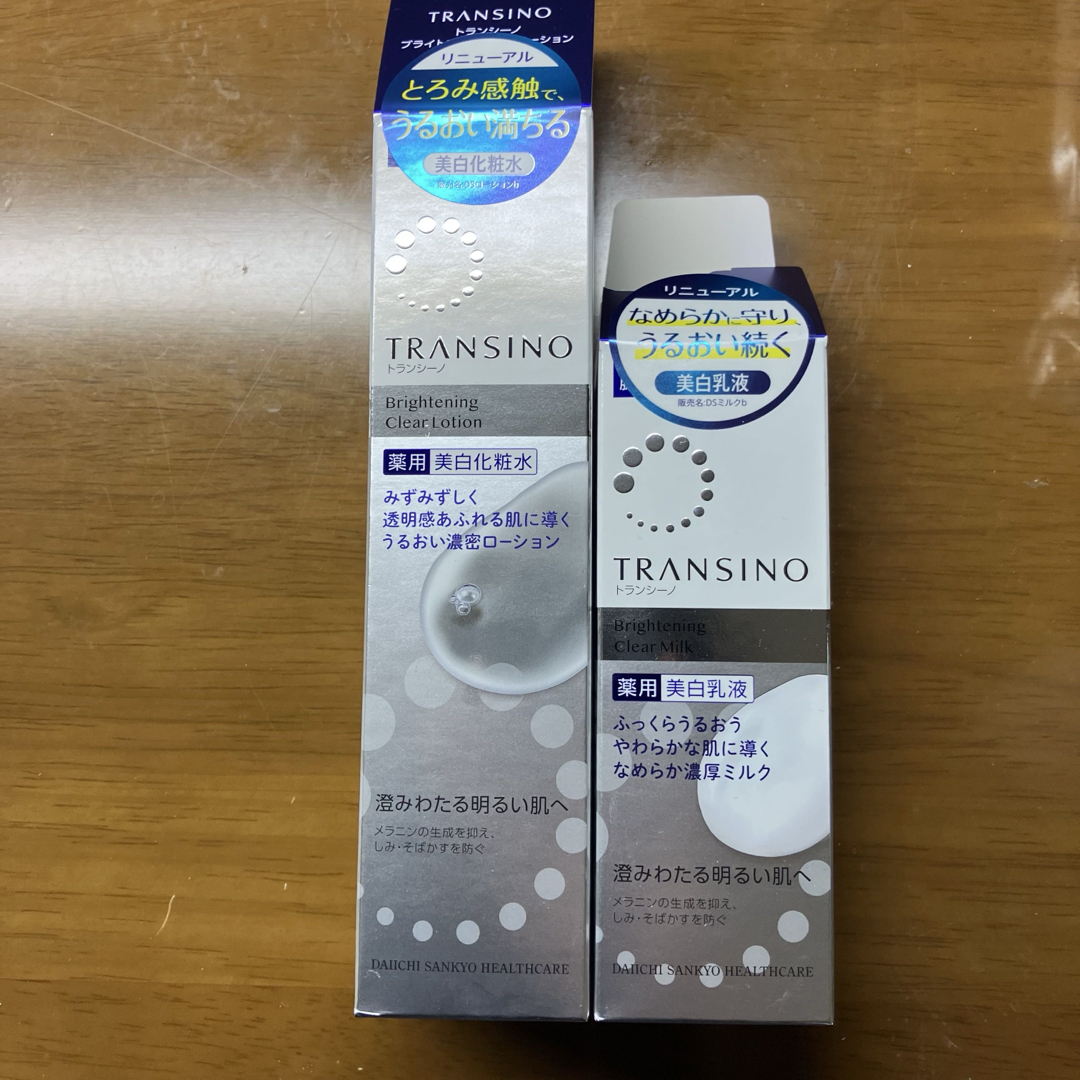 TRANSINO
トランシーノ
リニューアル
とろみ感触で、
うるおい満ちる
美白化粧水
販売名:DSローションb
TRANSINO
トランシーノ
Brightening
Clear Lotion
薬用 美白化粧水
みずみずしく
透明感あふれる肌に導く
うるおい濃密ローション
澄みわたる明るい肌へ
メラニンの生成を抑え、
しみ・そばかすを防ぐ
DAIICHI SANKYO HEALTHCARE
リニューアル
なめらかに守り、
うるおい続く
美白乳液
販売名:DSミルクb
TRANSINO
トランシーノ
Brightening
Clear Milk
薬用 美白乳液
ふっくらうるおう
やわらかな肌に導く
なめらか濃厚ミルク
澄みわたる明るい肌へ
メラニンの生成を抑え、
しみ・そばかすを防ぐ
DAIICHI SANKYO HEALTHCARE